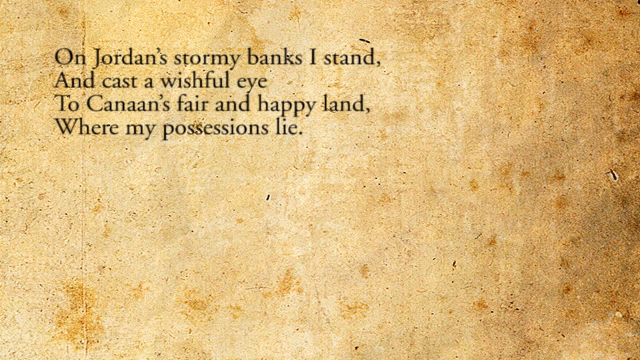 On Jordan’s stormy banks I stand,
And cast a wishful eye
To Canaan’s fair and happy land,
Where my possessions lie.